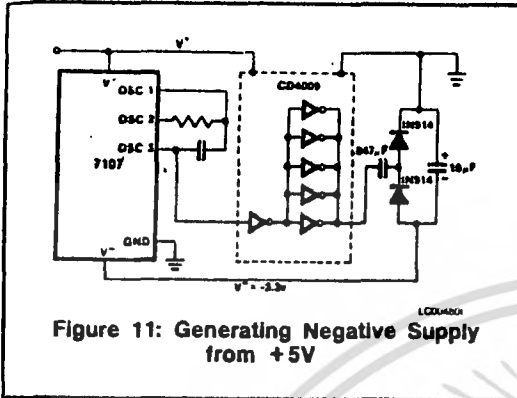 V+
CD4009
V+
OSC 1
OSC 2
OSC 3
7107
GND
V-
.047µF
1N914
1N914
10µF
+
-
V- = -3.3V
Figure 11: Generating Negative Supply
from +5V